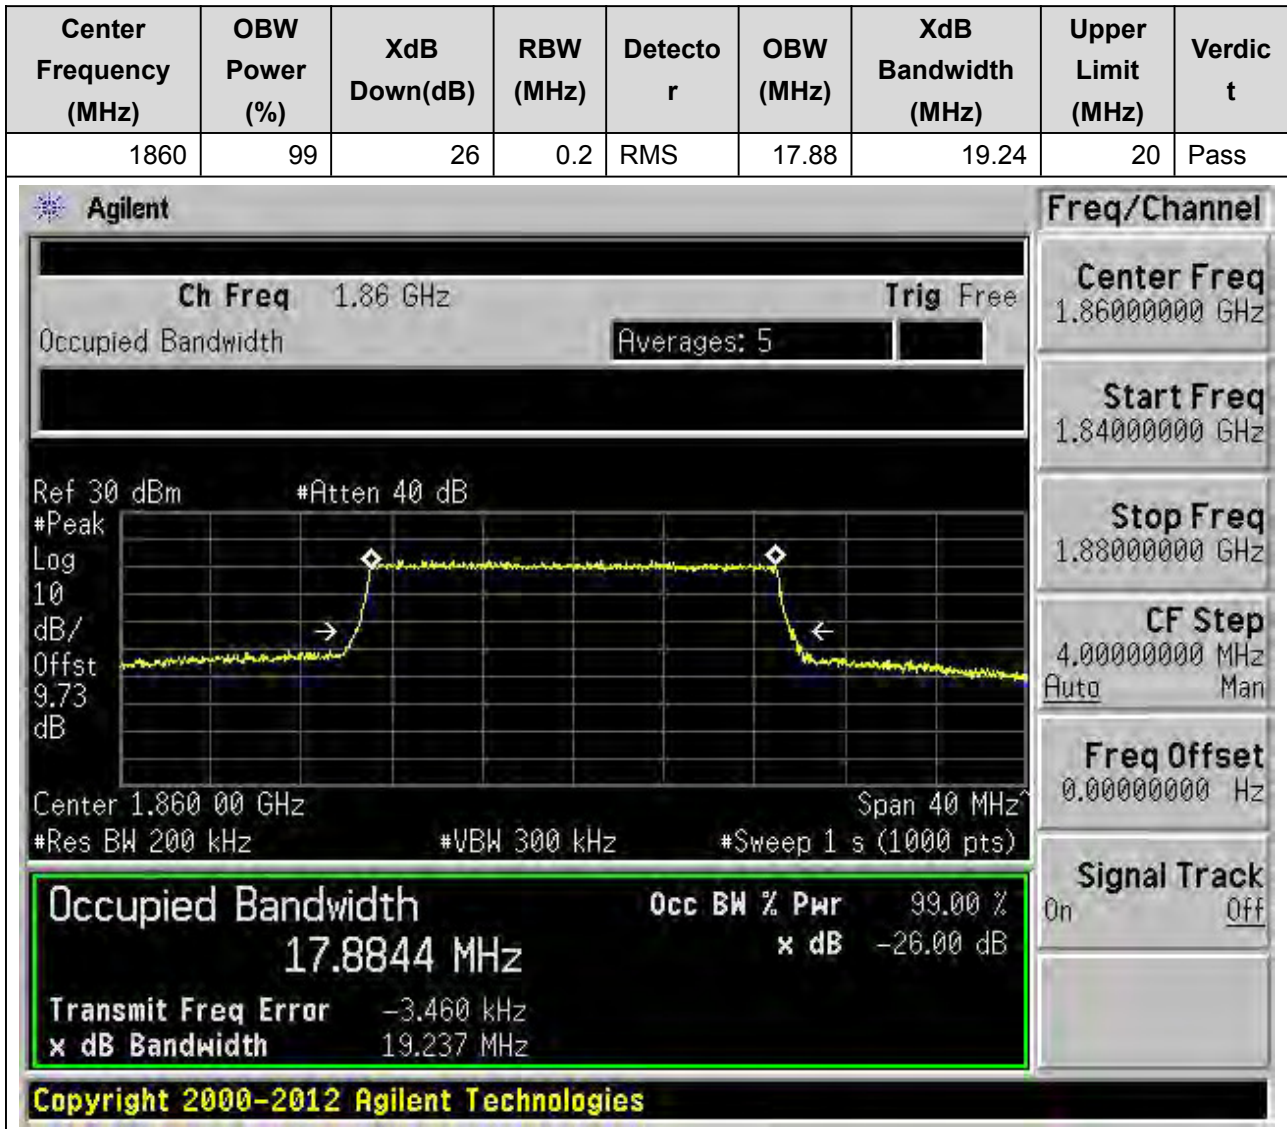 Center Frequency (MHz) OBW Power (%) XdB Down(dB) RBW (MHz) Detecto r OBW (MHz) XdB Bandwidth (MHz) Upper Limit (MHz) Verdic t
1860 99 26 0.2 RMS 17.88 19.24 20 Pass
Agilent
Freq/Channel
Ch Freq 1.86 GHz Trig Free
Occupied Bandwidth Averages: 5
Center Freq
1.86000000 GHz
Start Freq
1.84000000 GHz
Stop Freq
1.88000000 GHz
CF Step
4.00000000 MHz
Auto Man
Freq Offset
0.00000000 Hz
Signal Track
On Off
Ref 30 dBm #Atten 40 dB
#Peak
Log
10
dB/
Offst
9.73
dB
Center 1.860 00 GHz Span 40 MHz^
#Res BW 200 kHz #VBW 300 kHz #Sweep 1 s (1000 pts)
Occupied Bandwidth Occ BW % Pwr 99.00 %
17.8844 MHz x dB -26.00 dB
Transmit Freq Error -3.460 kHz
x dB Bandwidth 19.237 MHz
Copyright 2000-2012 Agilent Technologies